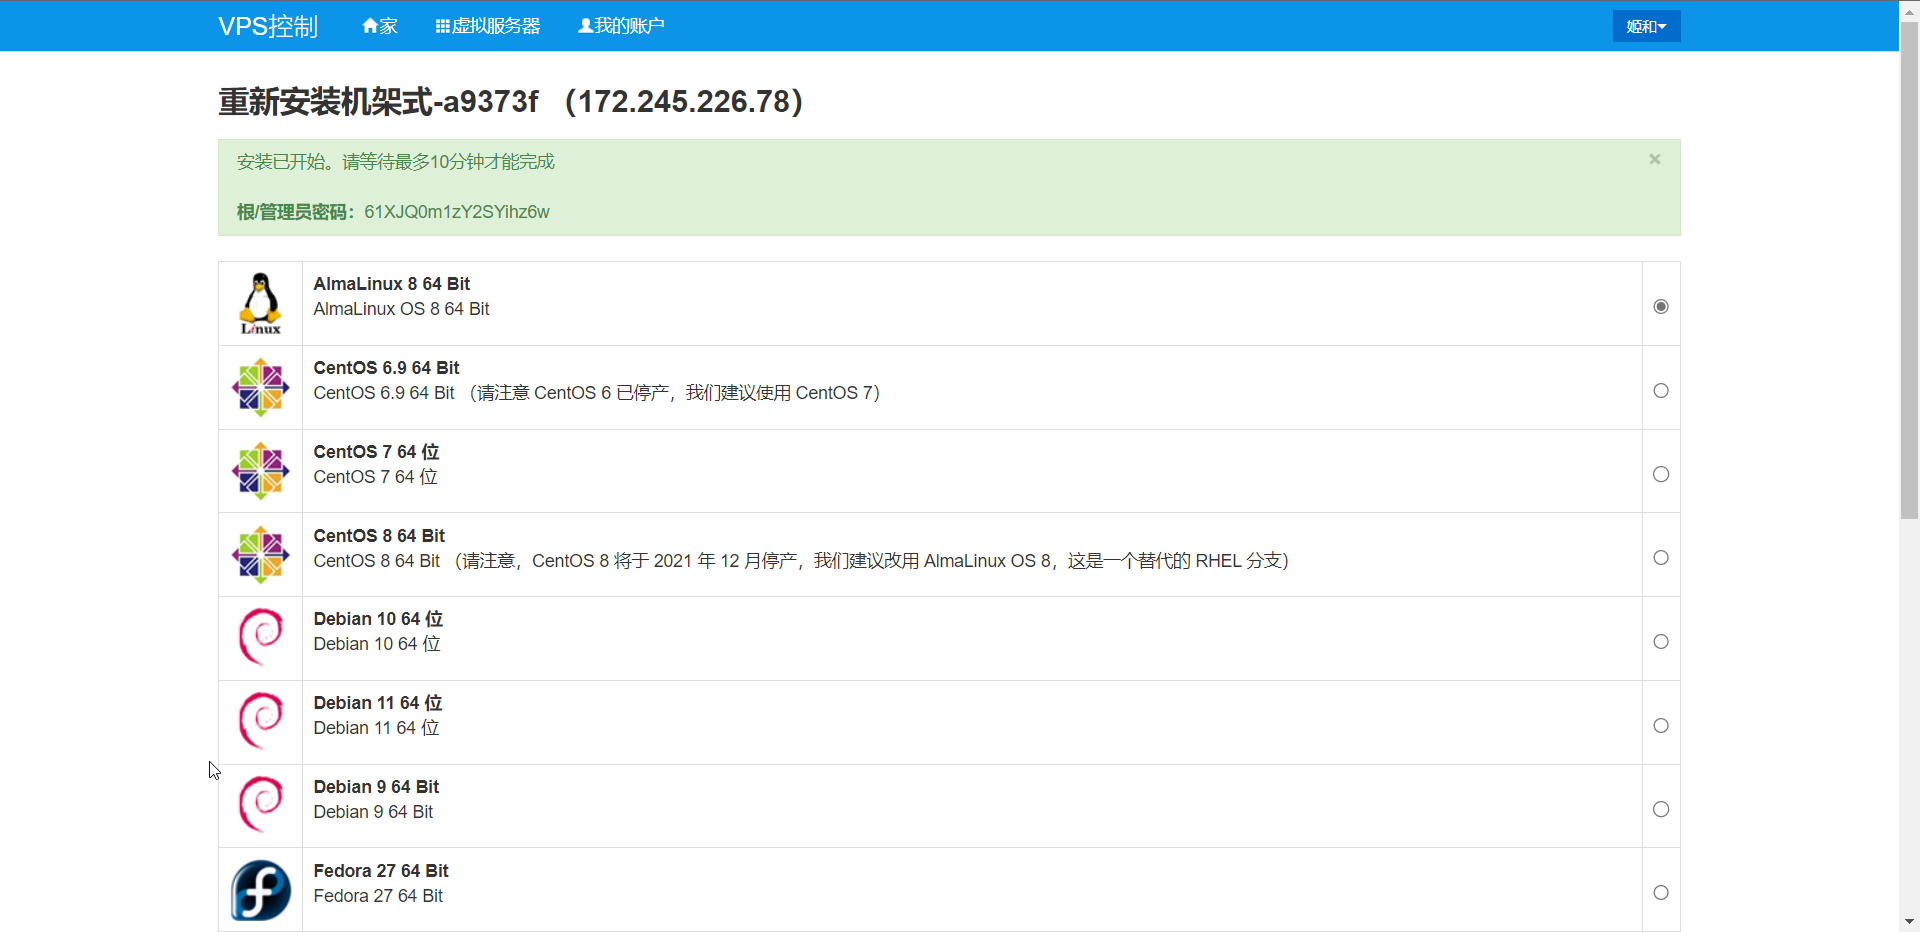 VPS控制 家 虚拟服务器 我的账户 姬和
重新安装机架式-a9373f （172.245.226.78）
安装已开始。请等待最多10分钟才能完成 ×
根/管理员密码：61XJQ0m1zY2SYihz6w
Linux
AlmaLinux 8 64 Bit
AlmaLinux OS 8 64 Bit
CentOS 6.9 64 Bit
CentOS 6.9 64 Bit （请注意 CentOS 6 已停产，我们建议使用 CentOS 7）
CentOS 7 64 位
CentOS 7 64 位
CentOS 8 64 Bit
CentOS 8 64 Bit （请注意，CentOS 8 将于 2021 年 12 月停产，我们建议改用 AlmaLinux OS 8，这是一个替代的 RHEL 分支）
Debian 10 64 位
Debian 10 64 位
Debian 11 64 位
Debian 11 64 位
Debian 9 64 Bit
Debian 9 64 Bit
Fedora 27 64 Bit
Fedora 27 64 Bit